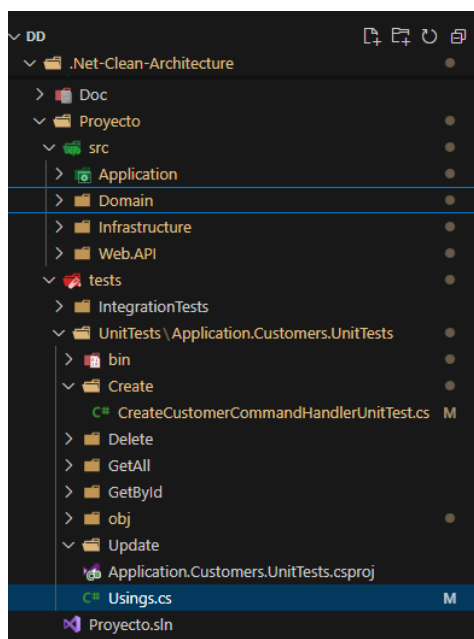 DD
.Net-Clean-Architecture
Doc
Proyecto
src
Application
Domain
Infrastructure
Web.API
tests
IntegrationTests
UnitTests\Application.Customers.UnitTests
bin
Create
C# CreateCustomerCommandHandlerUnitTest.cs M
Delete
GetAll
GetById
obj
Update
Application.Customers.UnitTests.csproj
C# Usings.cs M
Proyecto.sln